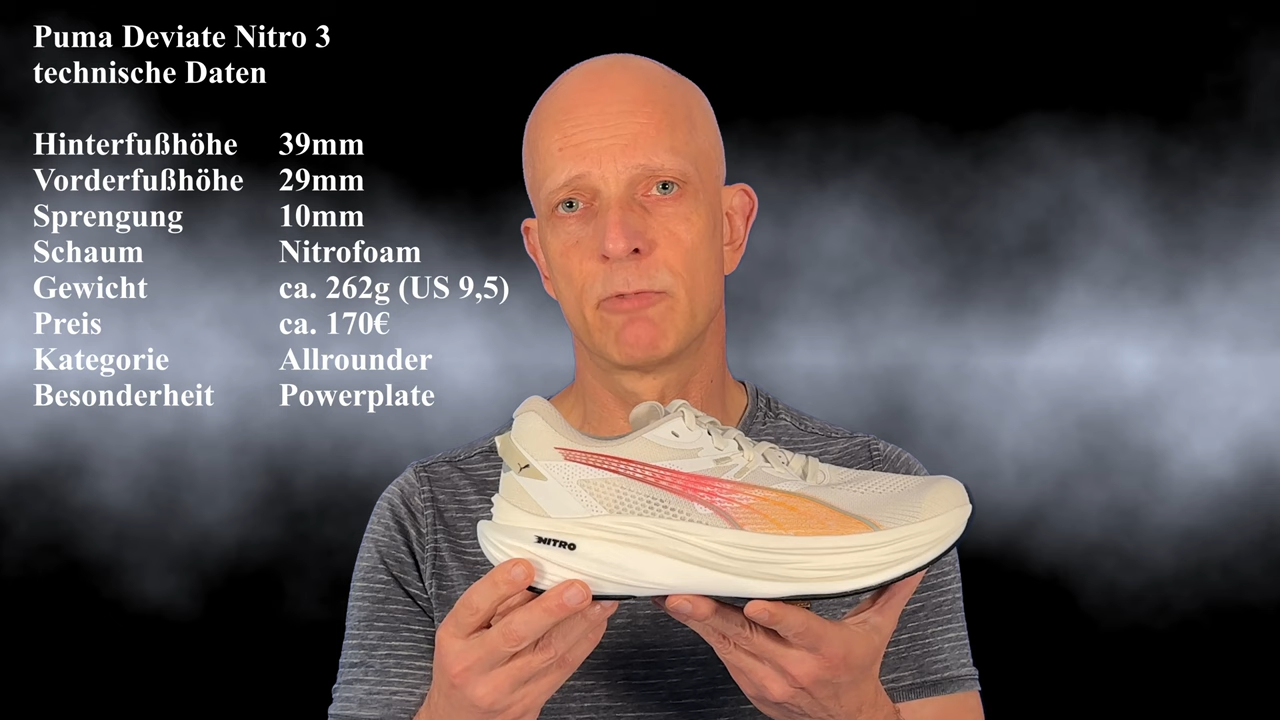 Puma Deviate Nitro 3
technische Daten
Hinterfußhöhe 39mm
Vorderfußhöhe 29mm
Sprengung 10mm
Schaum Nitrofoam
Gewicht ca. 262g (US 9,5)
Preis ca. 170€
Kategorie Allrounder
Besonderheit Powerplate
NITRO